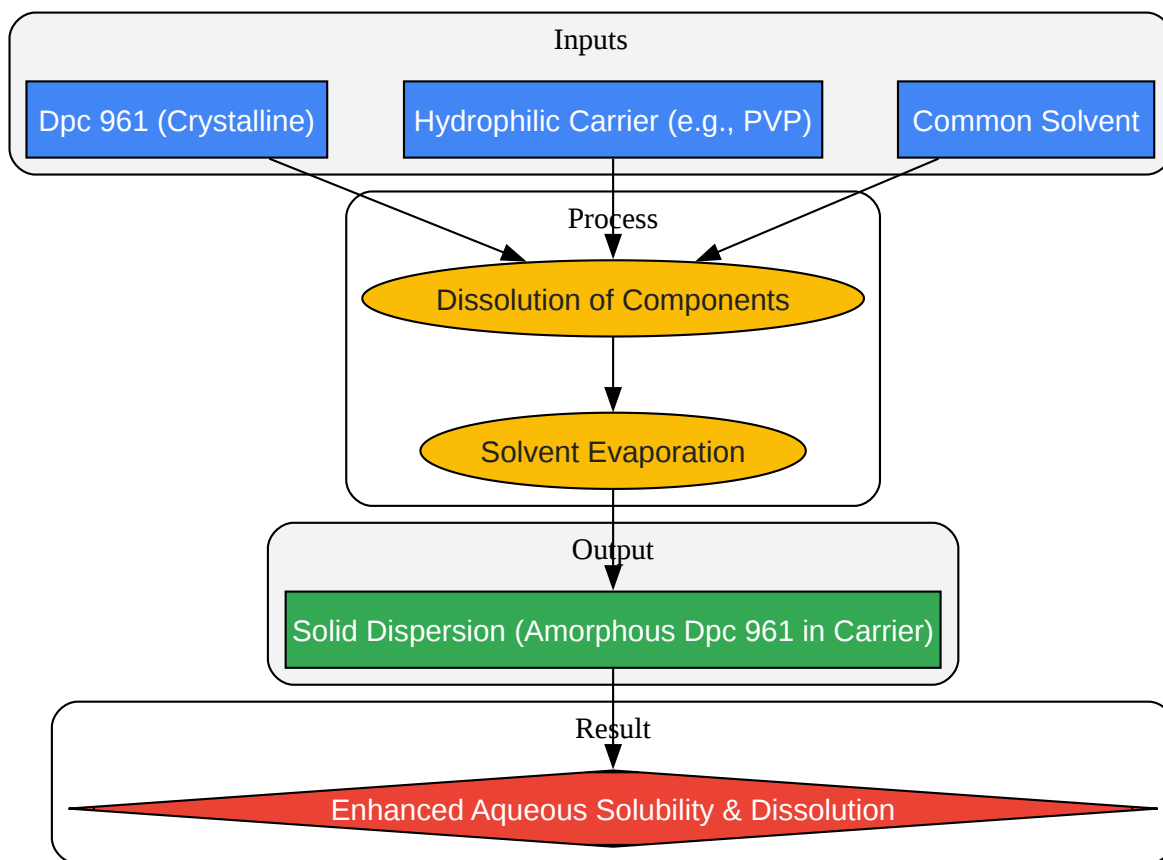 Inputs
Dpc 961 (Crystalline)
Hydrophilic Carrier (e.g., PVP)
Common Solvent
Process
Dissolution of Components
Solvent Evaporation
Output
Solid Dispersion (Amorphous Dpc 961 in Carrier)
Result
Enhanced Aqueous Solubility & Dissolution